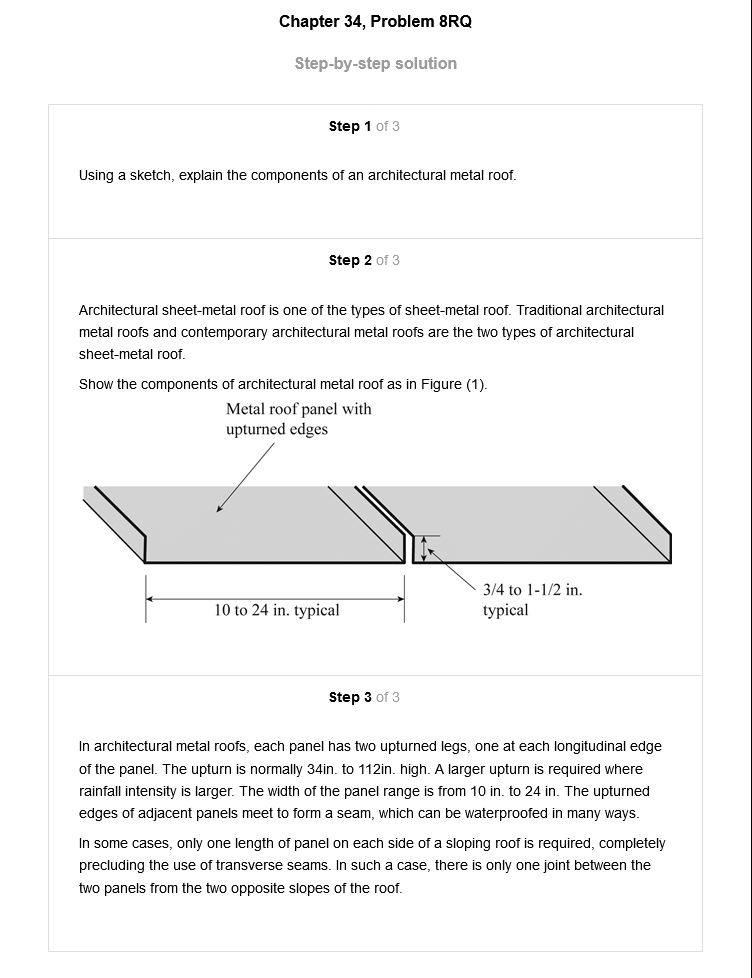 Chapter 34, Problem 8RQ
Step-by-step solution
Step 1 of 3
Using a sketch, explain the components of an architectural metal roof.
Step 2 of 3
Architectural sheet-metal roof is one of the types of sheet-metal roof. Traditional architectural
metal roofs and contemporary architectural metal roofs are the two types of architectural
sheet-metal roof.
Show the components of architectural metal roof as in Figure (1).
Metal roof panel with
upturned edges
3/4 to 1-1/2 in.
typical
10 to 24 in. typical
Step 3 of 3
In architectural metal roofs, each panel has two upturned legs, one at each longitudinal edge
of the panel. The upturn is normally 34in. to 112in. high. A larger upturn is required where
rainfall intensity is larger. The width of the panel range is from 10 in. to 24 in. The upturned
edges of adjacent panels meet to form a seam, which can be waterproofed in many ways.
In some cases, only one length of panel on each side of a sloping roof is required, completely
precluding the use of transverse seams. In such a case, there is only one joint between the
two panels from the two opposite slopes of the roof.